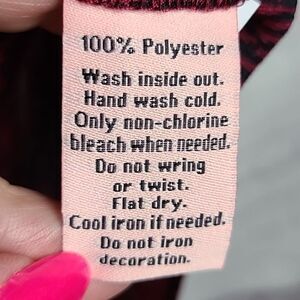 100% Polyester
Wash inside out.
Hand wash cold.
Only non-chlorine
bleach when needed.
Do not wring
or twist.
Flat dry.
Cool iron if needed.
Do not iron
decoration.